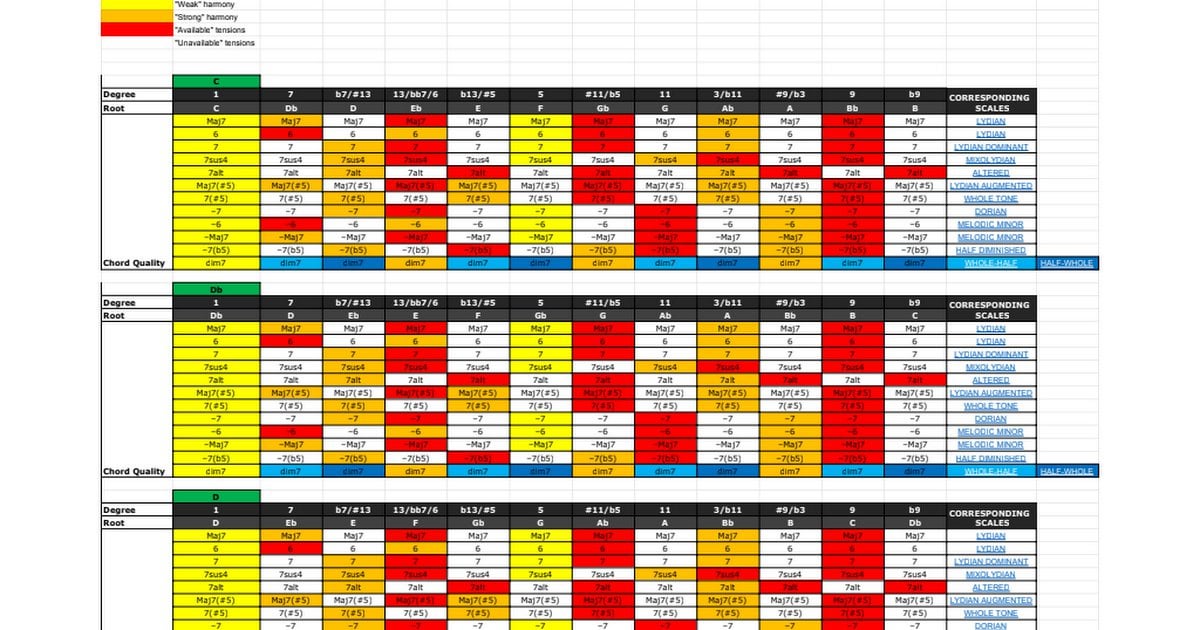 "Weak" harmony
"Strong" harmony
"Available" tensions
"Unavailable" tensions
C
Degree 1 7 b7/#13 13/bb7/6 b13/#5 5 #11/b5 11 3/b11 #9/b3 9 b9 CORRESPONDING SCALES
Root C Db D Eb E F Gb G Ab A Bb B
Maj7 Maj7 Maj7 Maj7 Maj7 Maj7 Maj7 Maj7 Maj7 Maj7 Maj7 Maj7 LYDIAN
6 6 6 6 6 6 6 6 6 6 6 6 LYDIAN
7 7 7 7 7 7 7 7 7 7 7 7 LYDIAN DOMINANT
7sus4 7sus4 7sus4 7sus4 7sus4 7sus4 7sus4 7sus4 7sus4 7sus4 7sus4 7sus4 MIXOLYDIAN
7alt 7alt 7alt 7alt 7alt 7alt 7alt 7alt 7alt 7alt 7alt 7alt ALTERED
Maj7(#5) Maj7(#5) Maj7(#5) Maj7(#5) Maj7(#5) Maj7(#5) Maj7(#5) Maj7(#5) Maj7(#5) Maj7(#5) Maj7(#5) Maj7(#5) LYDIAN AUGMENTED
7(#5) 7(#5) 7(#5) 7(#5) 7(#5) 7(#5) 7(#5) 7(#5) 7(#5) 7(#5) 7(#5) 7(#5) WHOLE TONE
−7 −7 −7 −7 −7 −7 −7 −7 −7 −7 −7 −7 DORIAN
−6 −6 −6 −6 −6 −6 −6 −6 −6 −6 −6 −6 MELODIC MINOR
−Maj7 −Maj7 −Maj7 −Maj7 −Maj7 −Maj7 −Maj7 −Maj7 −Maj7 −Maj7 −Maj7 −Maj7 MELODIC MINOR
−7(b5) −7(b5) −7(b5) −7(b5) −7(b5) −7(b5) −7(b5) −7(b5) −7(b5) −7(b5) −7(b5) −7(b5) HALF DIMINISHED
Chord Quality dim7 dim7 dim7 dim7 dim7 dim7 dim7 dim7 dim7 dim7 dim7 dim7 WHOLE-HALF HALF-WHOLE
Db
Degree 1 7 b7/#13 13/bb7/6 b13/#5 5 #11/b5 11 3/b11 #9/b3 9 b9 CORRESPONDING SCALES
Root Db D Eb E F Gb G Ab A Bb B C
Maj7 Maj7 Maj7 Maj7 Maj7 Maj7 Maj7 Maj7 Maj7 Maj7 Maj7 Maj7 LYDIAN
6 6 6 6 6 6 6 6 6 6 6 6 LYDIAN
7 7 7 7 7 7 7 7 7 7 7 7 LYDIAN DOMINANT
7sus4 7sus4 7sus4 7sus4 7sus4 7sus4 7sus4 7sus4 7sus4 7sus4 7sus4 7sus4 MIXOLYDIAN
7alt 7alt 7alt 7alt 7alt 7alt 7alt 7alt 7alt 7alt 7alt 7alt ALTERED
Maj7(#5) Maj7(#5) Maj7(#5) Maj7(#5) Maj7(#5) Maj7(#5) Maj7(#5) Maj7(#5) Maj7(#5) Maj7(#5) Maj7(#5) Maj7(#5) LYDIAN AUGMENTED
7(#5) 7(#5) 7(#5) 7(#5) 7(#5) 7(#5) 7(#5) 7(#5) 7(#5) 7(#5) 7(#5) 7(#5) WHOLE TONE
−7 −7 −7 −7 −7 −7 −7 −7 −7 −7 −7 −7 DORIAN
−6 −6 −6 −6 −6 −6 −6 −6 −6 −6 −6 −6 MELODIC MINOR
−Maj7 −Maj7 −Maj7 −Maj7 −Maj7 −Maj7 −Maj7 −Maj7 −Maj7 −Maj7 −Maj7 −Maj7 MELODIC MINOR
−7(b5) −7(b5) −7(b5) −7(b5) −7(b5) −7(b5) −7(b5) −7(b5) −7(b5) −7(b5) −7(b5) −7(b5) HALF DIMINISHED
Chord Quality dim7 dim7 dim7 dim7 dim7 dim7 dim7 dim7 dim7 dim7 dim7 dim7 WHOLE-HALF HALF-WHOLE
D
Degree 1 7 b7/#13 13/bb7/6 b13/#5 5 #11/b5 11 3/b11 #9/b3 9 b9 CORRESPONDING SCALES
Root D Eb E F Gb G Ab A Bb B C Db
Maj7 Maj7 Maj7 Maj7 Maj7 Maj7 Maj7 Maj7 Maj7 Maj7 Maj7 Maj7 LYDIAN
6 6 6 6 6 6 6 6 6 6 6 6 LYDIAN
7 7 7 7 7 7 7 7 7 7 7 7 LYDIAN DOMINANT
7sus4 7sus4 7sus4 7sus4 7sus4 7sus4 7sus4 7sus4 7sus4 7sus4 7sus4 7sus4 MIXOLYDIAN
7alt 7alt 7alt 7alt 7alt 7alt 7alt 7alt 7alt 7alt 7alt 7alt ALTERED
Maj7(#5) Maj7(#5) Maj7(#5) Maj7(#5) Maj7(#5) Maj7(#5) Maj7(#5) Maj7(#5) Maj7(#5) Maj7(#5) Maj7(#5) Maj7(#5) LYDIAN AUGMENTED
7(#5) 7(#5) 7(#5) 7(#5) 7(#5) 7(#5) 7(#5) 7(#5) 7(#5) 7(#5) 7(#5) 7(#5) WHOLE TONE
−7 −7 −7 −7 −7 −7 −7 −7 −7 −7 −7 −7 DORIAN